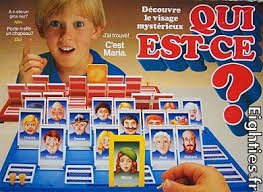 Découvre le visage
mystérieux
QUI
EST-CE
?
A-t-elle un
gros nez?
Non
Porte-t-elle
un chapeau?
Oui
J'ai trouvé!
C'est
Maria.
Eighties.fr